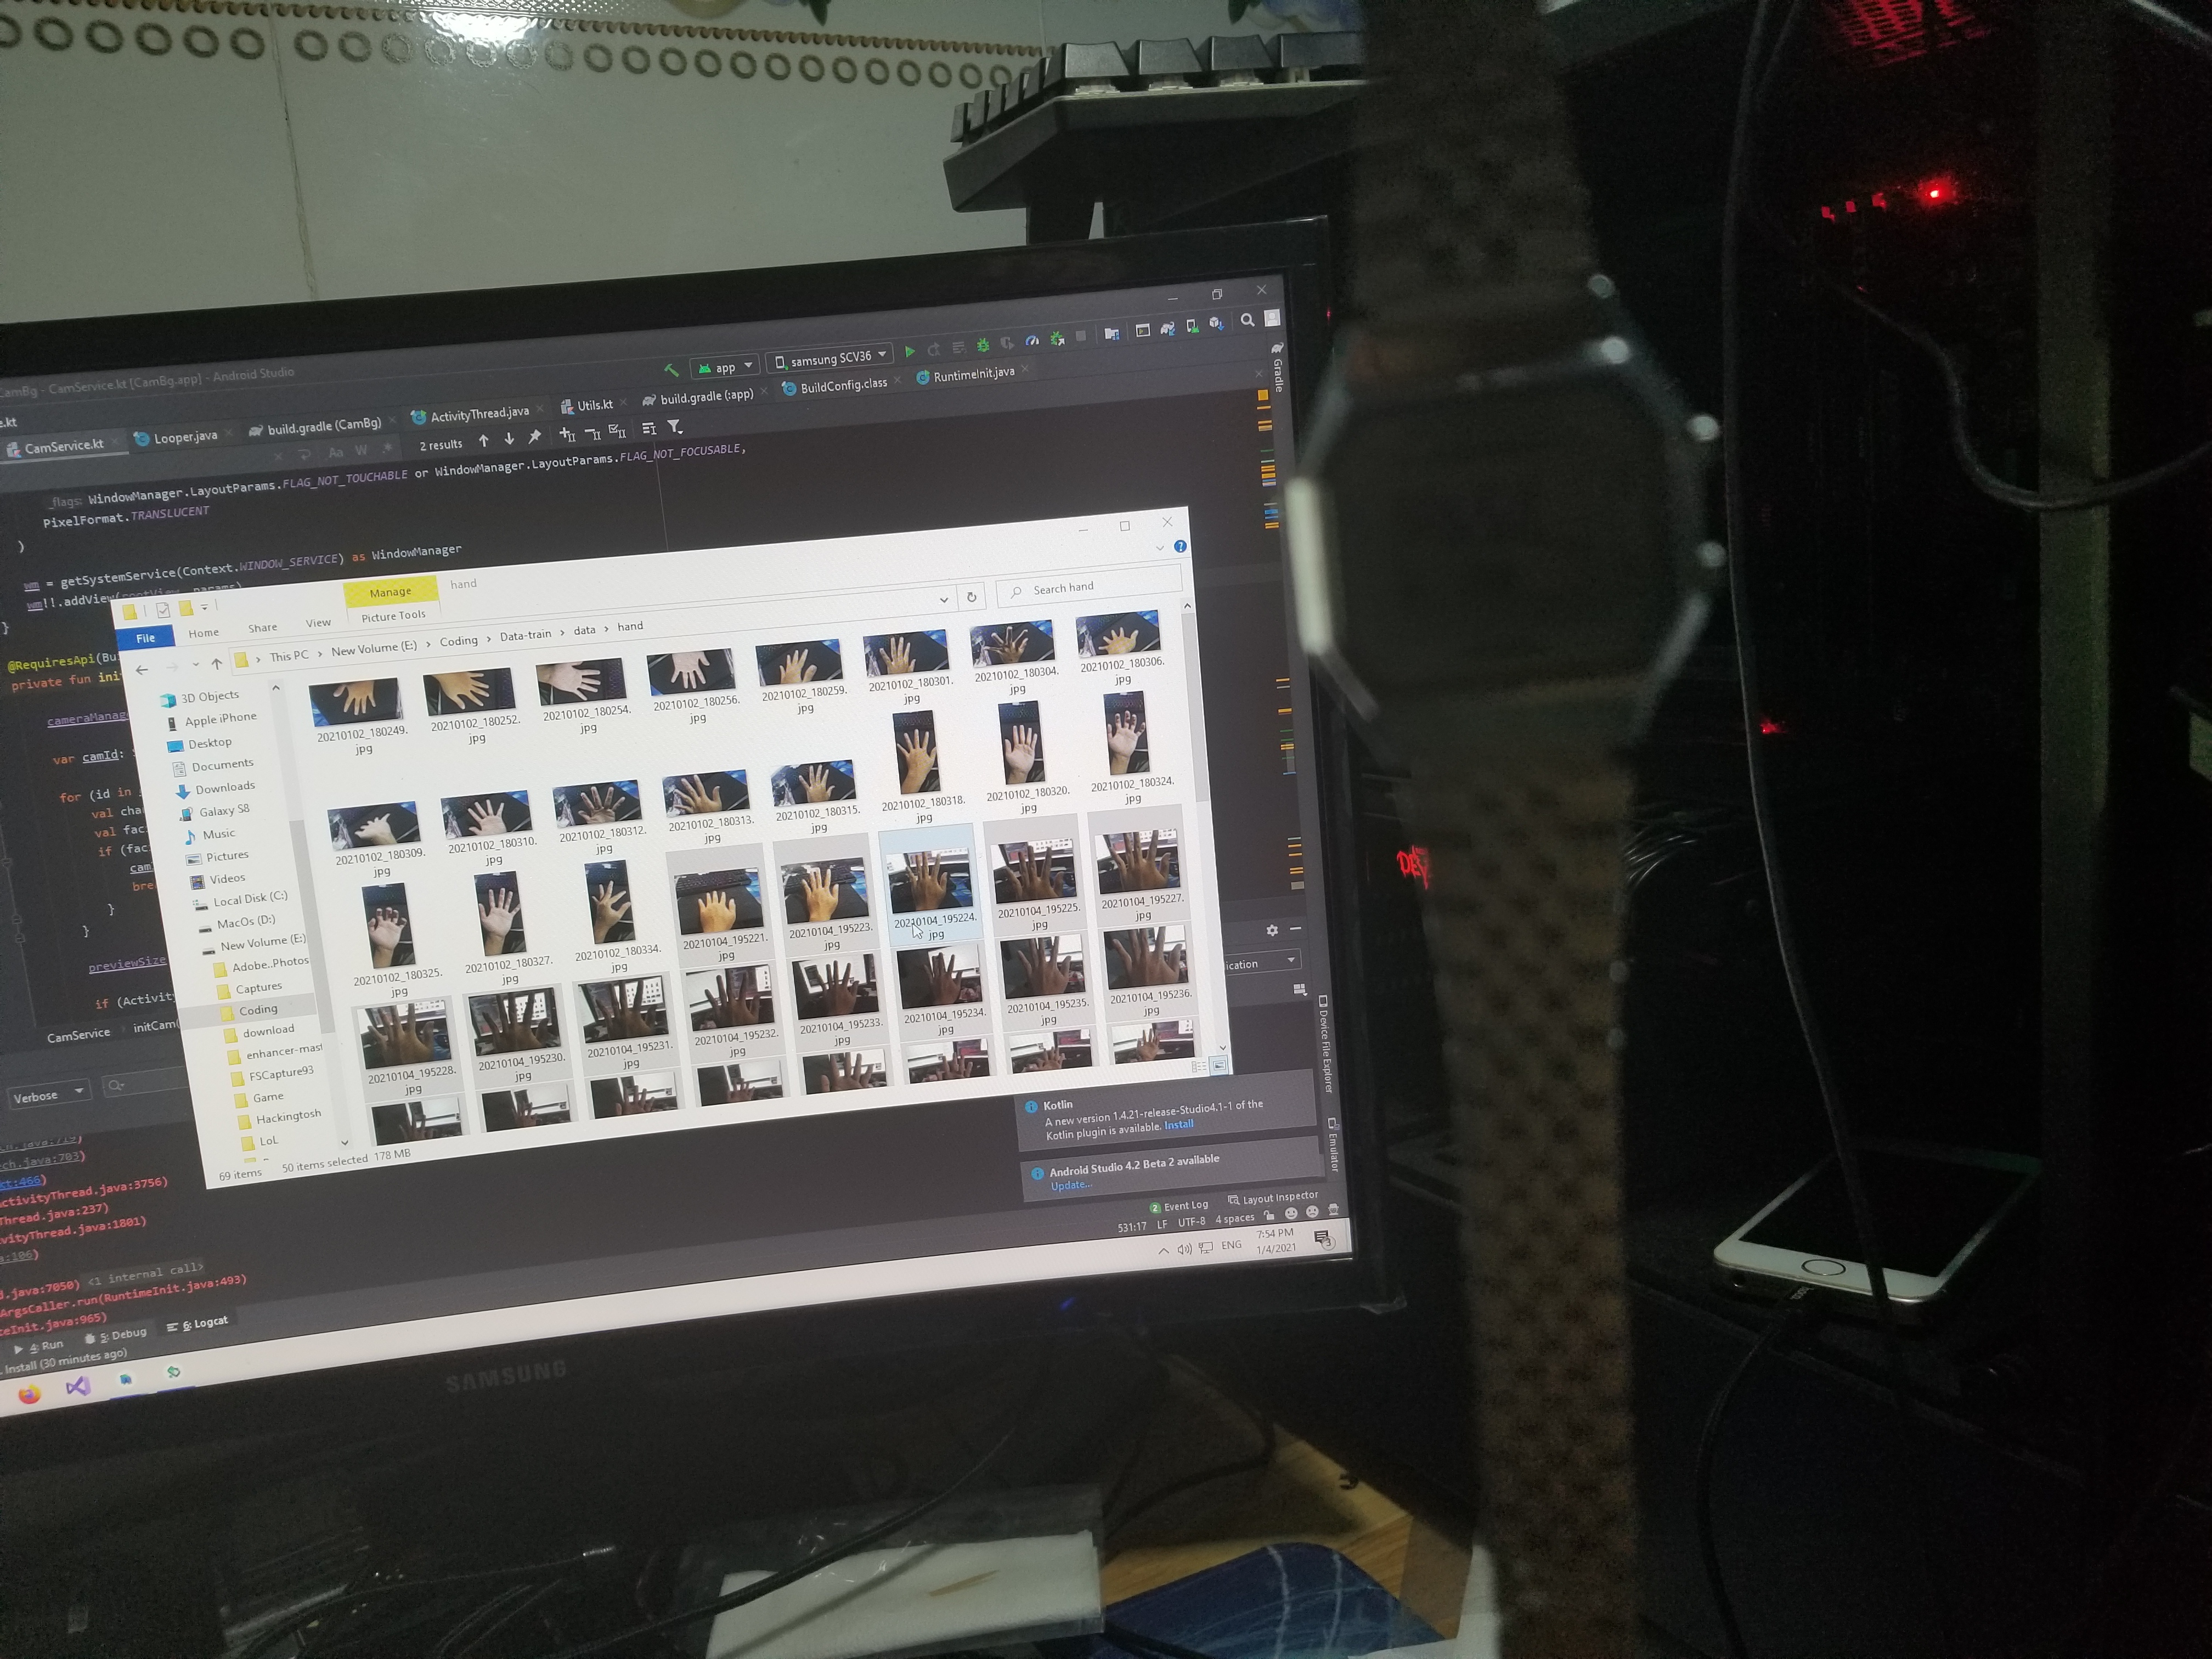 CamBg - CamService.kt [CamBg.app] - Android Studio
app
samsung SCV36
Gradle
.kt
CamService.kt
Looper.java
build.gradle (CamBg)
ActivityThread.java
Utils.kt
build.gradle (:app)
BuildConfig.class
RuntimeInit.java
Aa
W
2 results
_flags: WindowManager.LayoutParams.FLAG_NOT_TOUCHABLE or WindowManager.LayoutParams.FLAG_NOT_FOCUSABLE,
PixelFormat.TRANSLUCENT
)
wm = getSystemService(Context.WINDOW_SERVICE) as WindowManager
wm!!.addView(rootView, params)
}
@RequiresApi(Bu
private fun ini
cameraManag
var camId:
for (id in
val cha
val fac
if (fac
cam
bre
}
}
previewSize
if (Activity
CamService
initCam(
Manage
hand
File
Home
Share
View
Picture Tools
This PC
New Volume (E:)
Coding
Data-train
data
hand
Search hand
3D Objects
Apple iPhone
Desktop
Documents
Downloads
Galaxy S8
Music
Pictures
Videos
Local Disk (C:)
MacOs (D:)
New Volume (E:)
Adobe..Photos
Captures
Coding
download
enhancer-mast
FSCapture93
Game
Hackingtosh
LoL
20210102_180249.jpg
20210102_180252.jpg
20210102_180254.jpg
20210102_180256.jpg
20210102_180259.jpg
20210102_180301.jpg
20210102_180304.jpg
20210102_180306.jpg
20210102_180309.jpg
20210102_180310.jpg
20210102_180312.jpg
20210102_180313.jpg
20210102_180315.jpg
20210102_180318.jpg
20210102_180320.jpg
20210102_180324.jpg
20210102_180325.jpg
20210102_180327.jpg
20210102_180334.jpg
20210104_195221.jpg
20210104_195223.jpg
20210104_195224.jpg
20210104_195225.jpg
20210104_195227.jpg
20210104_195228.jpg
20210104_195230.jpg
20210104_195231.jpg
20210104_195232.jpg
20210104_195233.jpg
20210104_195234.jpg
20210104_195235.jpg
20210104_195236.jpg
69 items
50 items selected 178 MB
ication
Device File Explorer
Emulator
Verbose
ch.java:703)
st:466)
ActivityThread.java:3756)
Thread.java:237)
vityThread.java:1801)
a:106)
d.java:7050) <1 internal call>
ArgsCaller.run(RuntimeInit.java:493)
teInit.java:965)
Kotlin
A new version 1.4.21-release-Studio4.1-1 of the
Kotlin plugin is available. Install
Android Studio 4.2 Beta 2 available
Update...
4: Run
5: Debug
6: Logcat
2 Event Log
Layout Inspector
Install (30 minutes ago)
531:17
LF
UTF-8
4 spaces
ENG
7:54 PM
1/4/2021
3
SAMSUNG